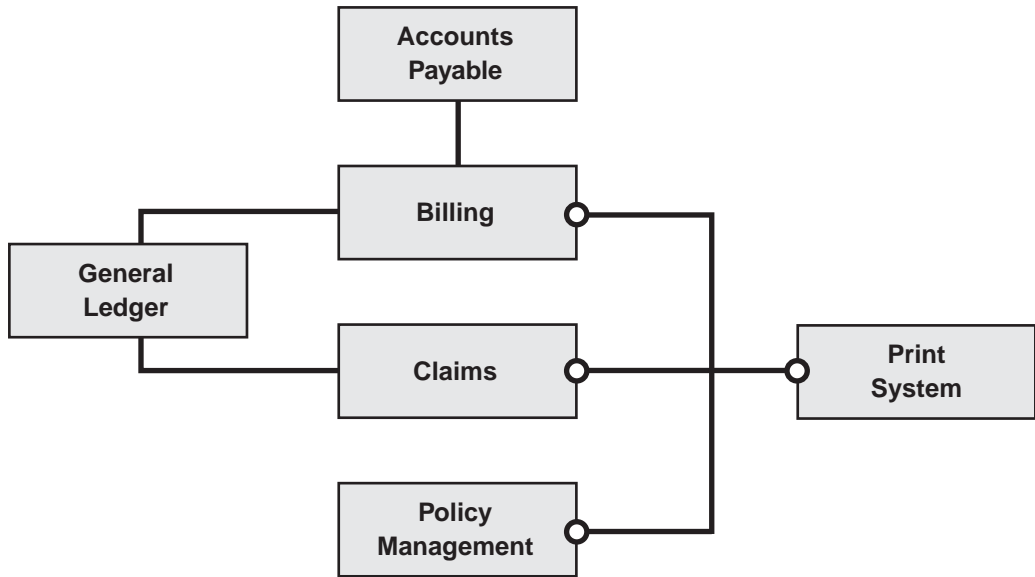 Accounts
Payable
Billing
General
Ledger
Claims
Print
System
Policy
Management